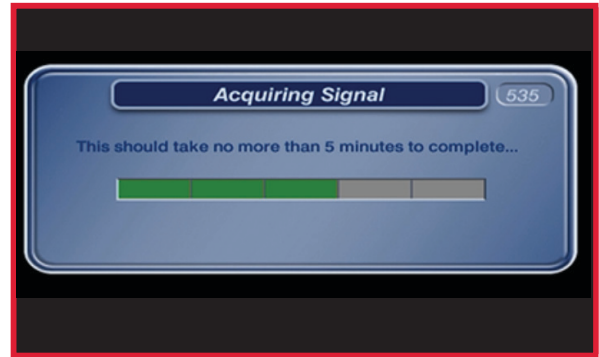 Acquiring Signal
535
This should take no more than 5 minutes to complete...